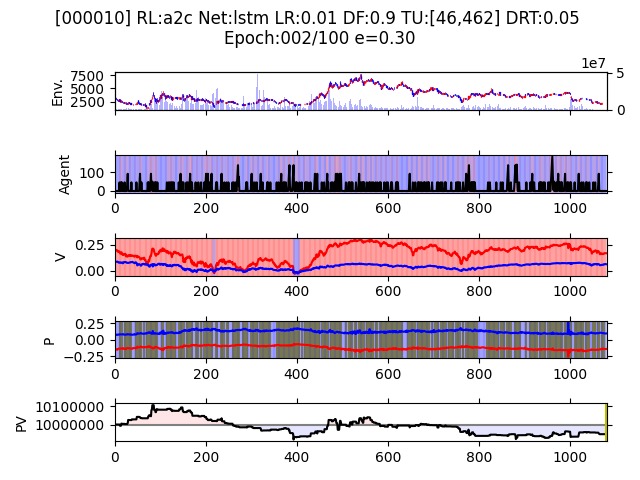 [000010] RL:a2c Net:lstm LR:0.01 DF:0.9 TU:[46,462] DRT:0.05
Epoch:002/100 e=0.30
1e7
Env.
7500
5000
2500
5
0
Agent
100
0
0 200 400 600 800 1000
V
0.25
0.00
0 200 400 600 800 1000
P
0.25
0.00
−0.25
0 200 400 600 800 1000
PV
10100000
10000000
0 200 400 600 800 1000